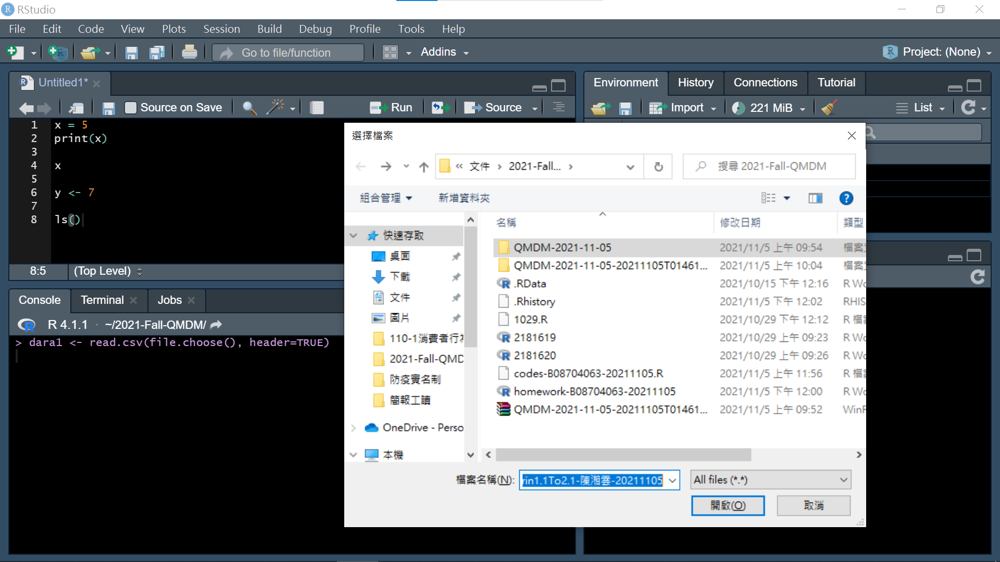 RStudio
File Edit Code View Plots Session Build Debug Profile Tools Help
Go to file/function Addins Project: (None)
Untitled1*
Source on Save Run Source
1 x = 5
2 print(x)
3
4 x
5
6 y <- 7
7
8 ls()
8:5 (Top Level)
Console Terminal Jobs
R 4.1.1 · ~/2021-Fall-QMDM/
> dara1 <- read.csv(file.choose(), header=TRUE)
Environment History Connections Tutorial
Import 221 MiB List
選擇檔案
« 文件 › 2021-Fall... ›
搜尋 2021-Fall-QMDM
組合管理 新增資料夾
快速存取
桌面
下載
文件
圖片
110-1消費者行
2021-Fall-QMD
防疫實名制
簡報工讀
OneDrive - Perso
本機
名稱 修改日期 類型
QMDM-2021-11-05 2021/11/5 上午 09:54 檔案
QMDM-2021-11-05-20211105T01461... 2021/11/5 上午 10:04 檔案
.RData 2021/10/15 下午 12:16 R Wo
.Rhistory 2021/11/5 下午 12:02 RHIS
1029.R 2021/10/29 下午 12:12 R 檔
2181619 2021/10/29 上午 09:23 R Wo
2181620 2021/10/29 上午 09:26 R Wo
codes-B08704063-20211105.R 2021/11/5 上午 11:56 R 檔
homework-B08704063-20211105 2021/11/5 下午 12:00 R Wo
QMDM-2021-11-05-20211105T01461... 2021/11/5 上午 09:52 WinF
檔案名稱(N): rin1.1To2.1-陳湘雲-20211105 All files (*.*)
開啟(O) 取消